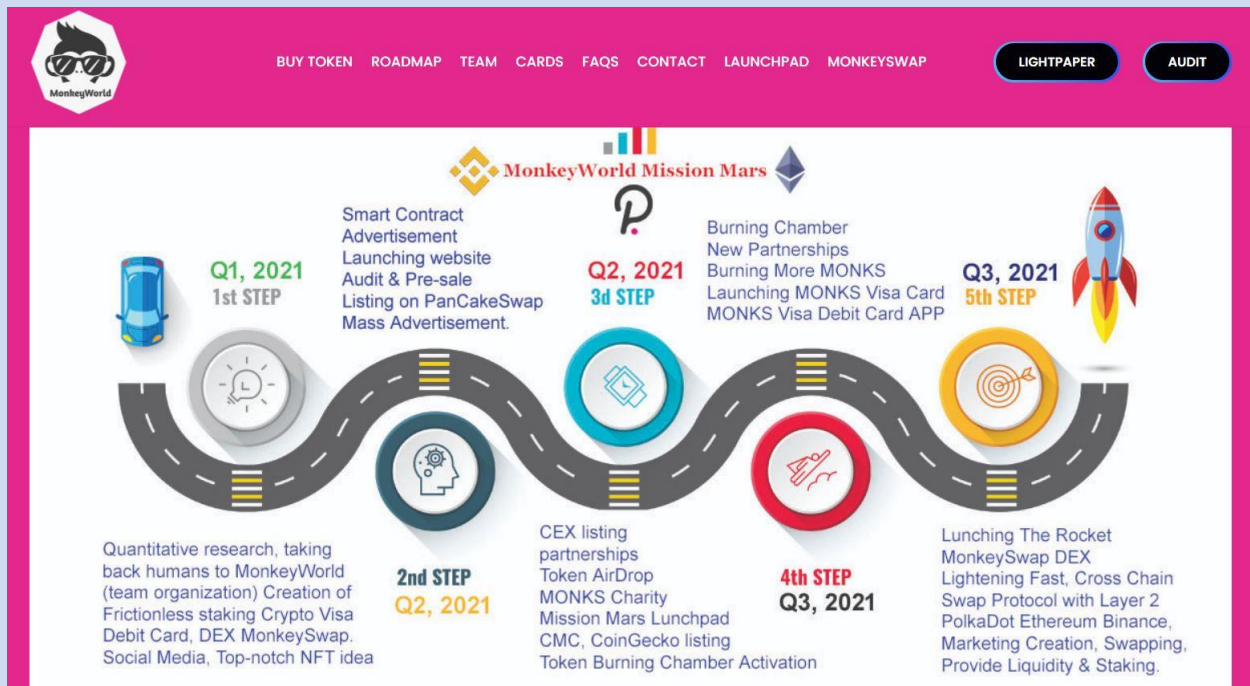 MonkeyWorld
BUY TOKEN
ROADMAP
TEAM
CARDS
FAQS
CONTACT
LAUNCHPAD
MONKEYSWAP
LIGHTPAPER
AUDIT
MonkeyWorld Mission Mars
Q1, 2021
1st STEP
Quantitative research, taking
back humans to MonkeyWorld
(team organization) Creation of
Frictionless staking Crypto Visa
Debit Card, DEX MonkeySwap.
Social Media, Top-notch NFT idea
Smart Contract
Advertisement
Launching website
Audit & Pre-sale
Listing on PanCakeSwap
Mass Advertisement.
2nd STEP
Q2, 2021
Q2, 2021
3d STEP
CEX listing
partnerships
Token AirDrop
MONKS Charity
Mission Mars Lunchpad
CMC, CoinGecko listing
Token Burning Chamber Activation
Burning Chamber
New Partnerships
Burning More MONKS
Launching MONKS Visa Card
MONKS Visa Debit Card APP
4th STEP
Q3, 2021
Q3, 2021
5th STEP
Lunching The Rocket
MonkeySwap DEX
Lightening Fast, Cross Chain
Swap Protocol with Layer 2
PolkaDot Ethereum Binance,
Marketing Creation, Swapping,
Provide Liquidity & Staking.